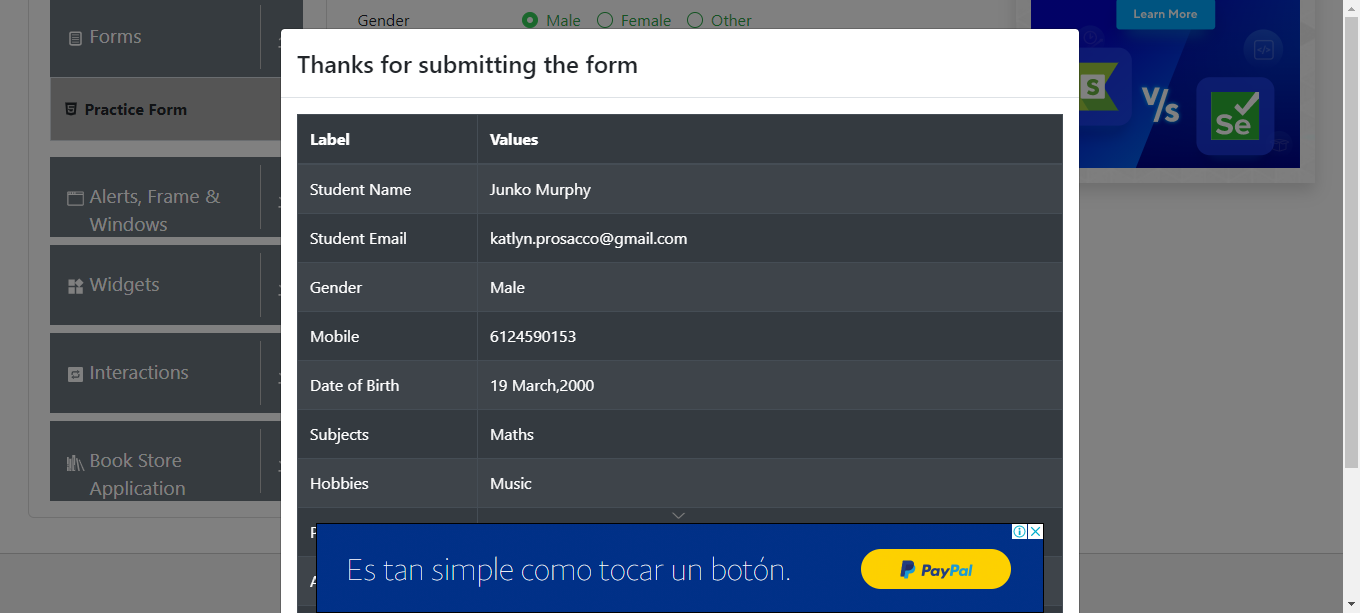 Gender Male Female Other
Learn More
Forms
Thanks for submitting the form
S
V/s
Se
Practice Form
Label Values
Student Name Junko Murphy
Alerts, Frame &
Windows
Student Email katlyn.prosacco@gmail.com
Widgets
Gender Male
Mobile 6124590153
Interactions
Date of Birth 19 March,2000
Subjects Maths
Book Store
Application
Hobbies Music
Es tan simple como tocar un botón.
PayPal